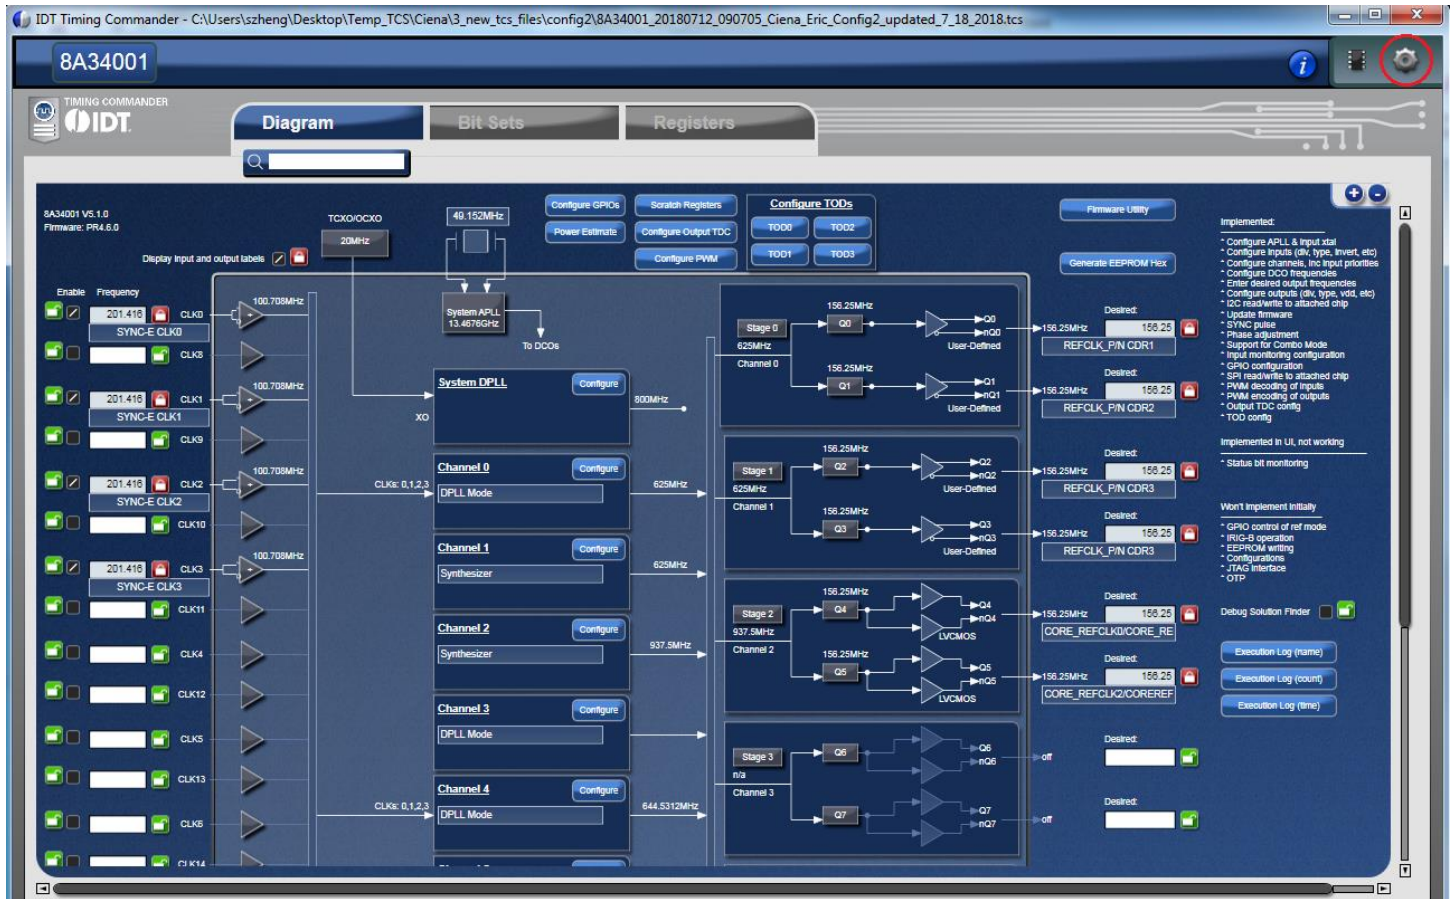 IDT Timing Commander - C:\Users\szheng\Desktop\Temp_TCS\Ciena\3_new_tcs_files\config2\8A34001_20180712_090705_Ciena_Eric_Config2_updated_7_18_2018.tcs
8A34001
i
TIMING COMMANDER
IDT
Diagram
Bit Sets
Registers
8A34001 V5.1.0
Firmware: PR4.6.0
Display input and output labels
TCXO/OCXO
20MHz
49.152MHz
Configure GPIOs
Scratch Registers
Power Estimate
Configure Output TDC
Configure PWM
Configure TODs
TOD0
TOD2
TOD1
TOD3
Firmware Utility
Generate EEPROM Hex
Enable
Frequency
201.416
CLK0
100.708MHz
SYNC-E CLK0
CLK8
201.416
CLK1
100.708MHz
SYNC-E CLK1
CLK9
201.416
CLK2
100.708MHz
SYNC-E CLK2
CLK10
201.416
CLK3
100.708MHz
SYNC-E CLK3
CLK11
CLK4
CLK12
CLK5
CLK13
CLK6
CLK14
System APLL
13.4676GHz
To DCOs
System DPLL
Configure
XO
800MHz
Channel 0
Configure
CLKs: 0,1,2,3
DPLL Mode
625MHz
Channel 1
Configure
Synthesizer
625MHz
Channel 2
Configure
Synthesizer
937.5MHz
Channel 3
Configure
DPLL Mode
Channel 4
Configure
CLKs: 0,1,2,3
DPLL Mode
644.5312MHz
Stage 0
625MHz
Channel 0
156.25MHz
Q0
Q0
nQ0
User-Defined
156.25MHz
Q1
Q1
nQ1
User-Defined
Stage 1
625MHz
Channel 1
156.25MHz
Q2
Q2
nQ2
User-Defined
156.25MHz
Q3
Q3
nQ3
User-Defined
Stage 2
937.5MHz
Channel 2
156.25MHz
Q4
Q4
nQ4
LVCMOS
156.25MHz
Q5
Q5
nQ5
LVCMOS
Stage 3
n/a
Channel 3
Q6
Q6
nQ6
Q7
Q7
nQ7
Desired:
156.25MHz
156.25
REFCLK_P/N CDR1
Desired:
156.25MHz
156.25
REFCLK_P/N CDR2
Desired:
156.25MHz
156.25
REFCLK_P/N CDR3
Desired:
156.25MHz
156.25
REFCLK_P/N CDR3
Desired:
156.25MHz
156.25
CORE_REFCLK0/CORE_RE
Desired:
156.25MHz
156.25
CORE_REFCLK2/COREREF
Desired:
off
Desired:
off
Implemented:
* Configure APLL & Input xtal
* Configure inputs (div, type, invert, etc)
* Configure channels, inc input priorities
* Configure DCO frequencies
* Enter desired output frequencies
* Configure outputs (div, type, vdd, etc)
* I2C read/write to attached chip
* Update firmware
* SYNC pulse
* Phase adjustment
* Support for Combo Mode
* Input monitoring configuration
* GPIO configuration
* SPI read/write to attached chip
* PWM decoding of inputs
* PWM encoding of outputs
* Output TDC config
* TOD config
Implemented in UI, not working
* Status bit monitoring
Won't implement initially
* GPIO control of ref mode
* IRIG-B operation
* EEPROM writing
* Configurations
* JTAG interface
* OTP
Debug Solution Finder
Execution Log (name)
Execution Log (count)
Execution Log (time)